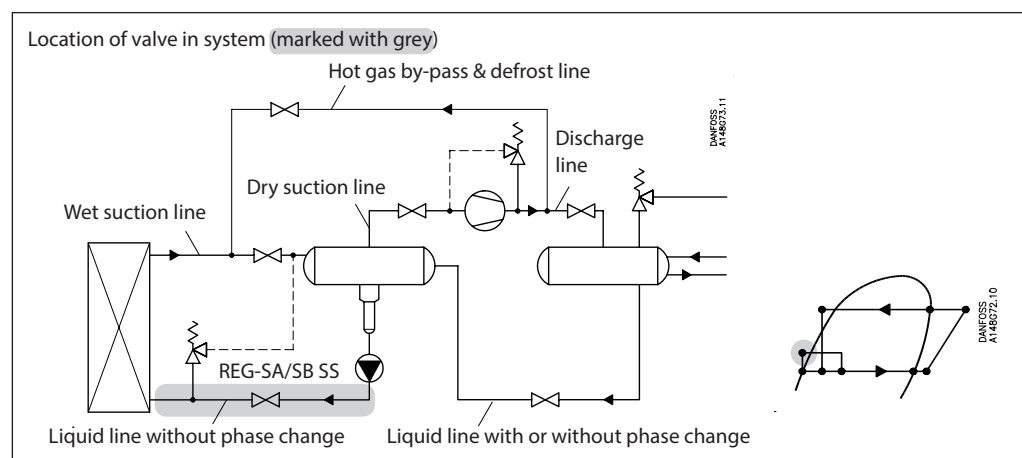 Location of valve in system (marked with grey)
Hot gas by-pass & defrost line
Discharge
line
Dry suction line
Wet suction line
REG-SA/SB SS
Liquid line without phase change
Liquid line with or without phase change
DANFOSS
A148G73.11
DANFOSS
A148G72.10